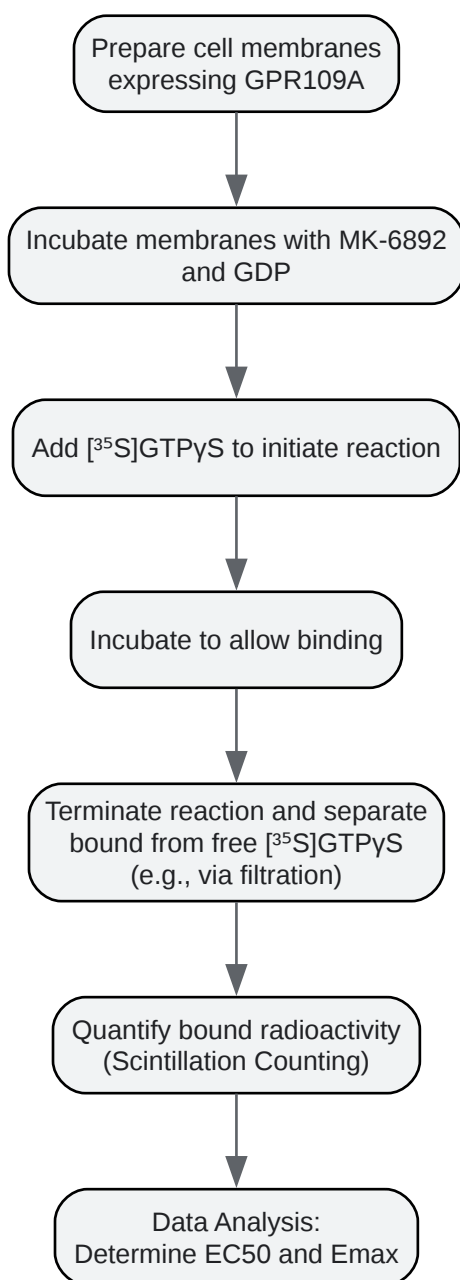 Prepare cell membranes
expressing GPR109A
Incubate membranes with MK-6892
and GDP
Add [³⁵S]GTPγS to initiate reaction
Incubate to allow binding
Terminate reaction and separate
bound from free [³⁵S]GTPγS
(e.g., via filtration)
Quantify bound radioactivity
(Scintillation Counting)
Data Analysis:
Determine EC50 and Emax